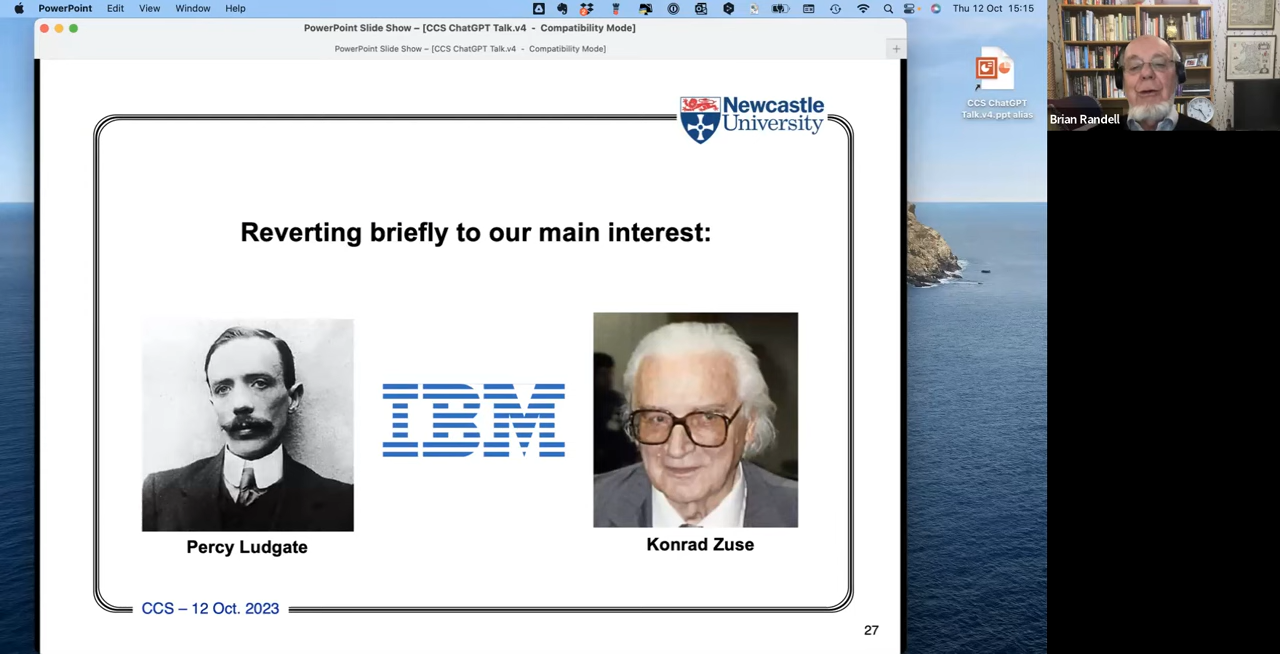 PowerPoint Edit View Window Help
Thu 12 Oct 15:15
PowerPoint Slide Show – [CCS ChatGPT Talk.v4 - Compatibility Mode]
PowerPoint Slide Show – [CCS ChatGPT Talk.v4 - Compatibility Mode]
CCS ChatGPT
Talk.v4.ppt alias
Brian Randell
Newcastle
University
Reverting briefly to our main interest:
IBM
Percy Ludgate
Konrad Zuse
CCS – 12 Oct. 2023
27